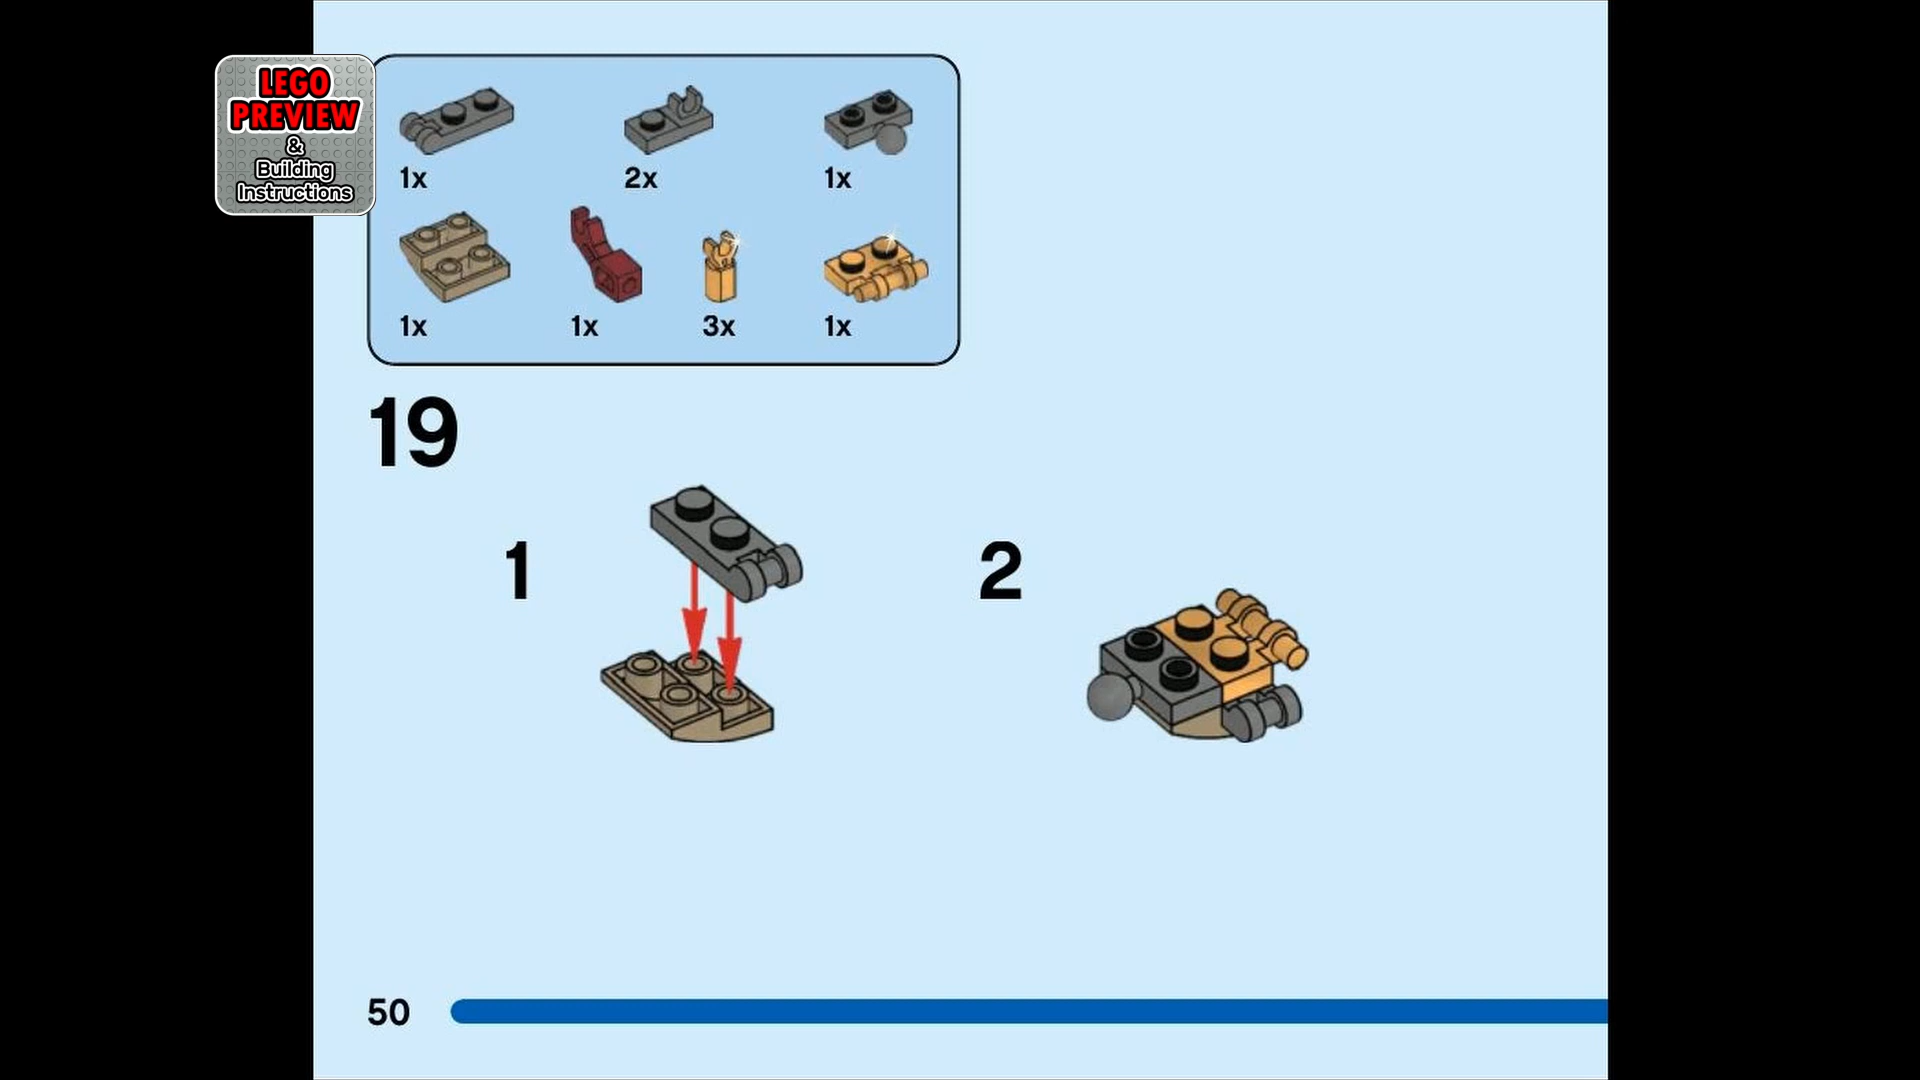 LEGO
PREVIEW
&
Building
Instructions
1x
2x
1x
1x
1x
3x
1x
19
1
2
50